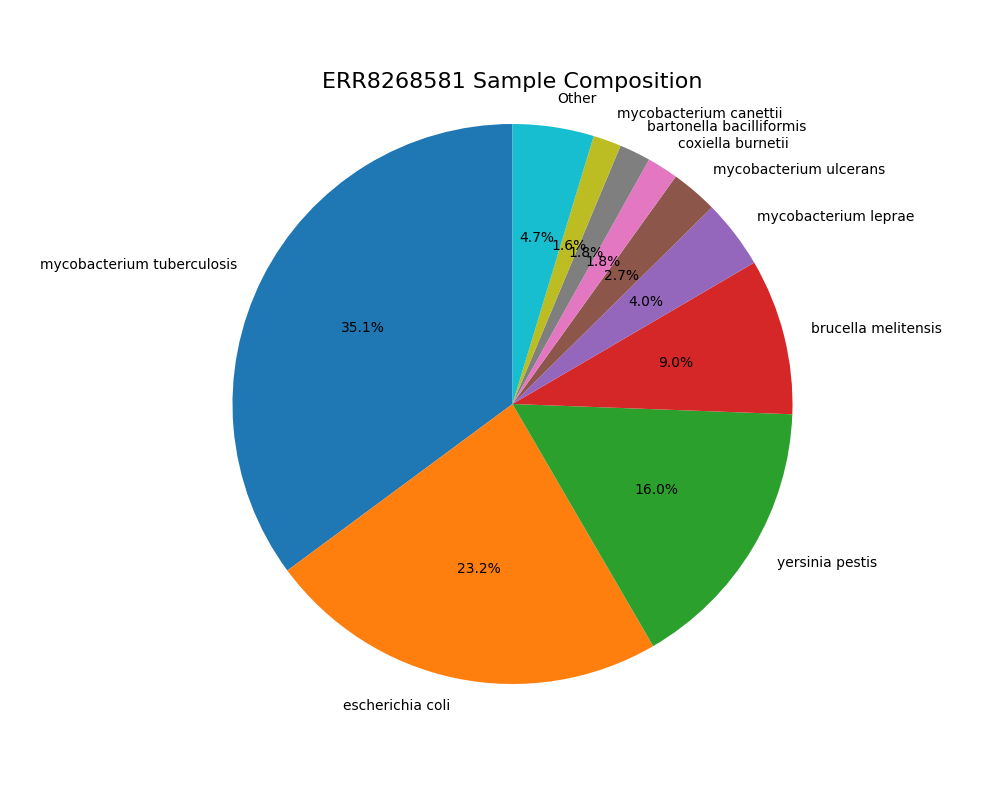 ERR8268581 Sample Composition
Other
mycobacterium canettii
bartonella bacilliformis
coxiella burnetii
mycobacterium ulcerans
mycobacterium leprae
brucella melitensis
yersinia pestis
escherichia coli
mycobacterium tuberculosis
4.7%
1.6%
1.8%
1.8%
2.7%
4.0%
9.0%
16.0%
23.2%
35.1%